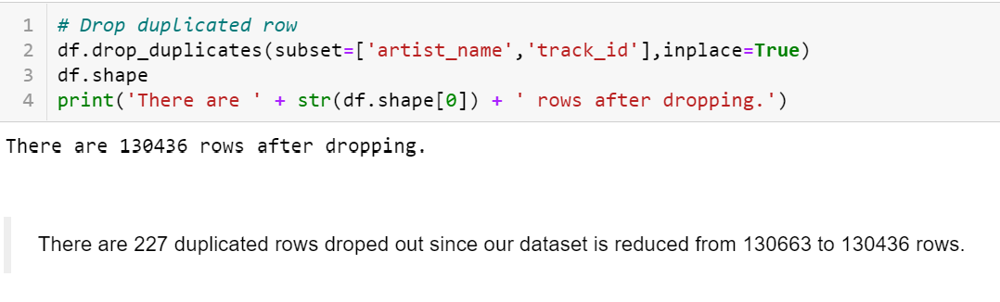 1 # Drop duplicated row
2 df.drop_duplicates(subset=['artist_name','track_id'],inplace=True)
3 df.shape
4 print('There are ' + str(df.shape[0]) + ' rows after dropping.')
There are 130436 rows after dropping.
There are 227 duplicated rows droped out since our dataset is reduced from 130663 to 130436 rows.